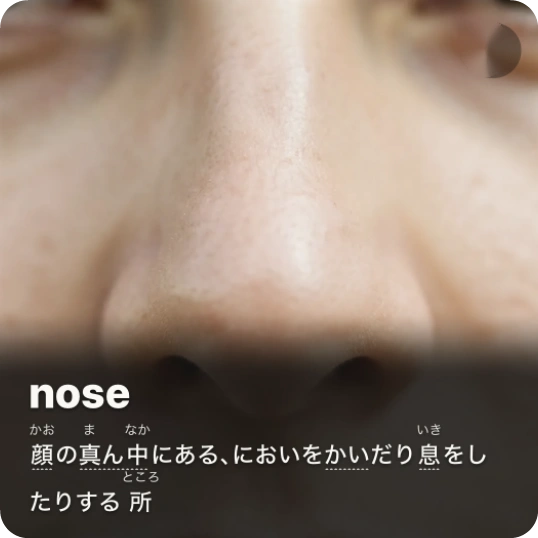 nose
かお ま なか いき
顔の真ん中にある、においをかいだり息をし
ところ
たりする 所